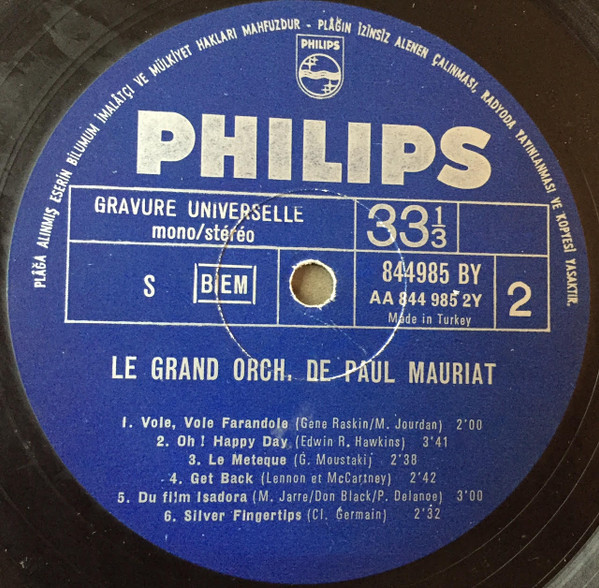 PLÂĞA ALINMIŞ ESERİN BİLUMUM İMALÂTÇI VE MÜLKİYET HAKLARI MAHFUZDUR - PLÂĞIN İZİNSİZ ALENEN ÇALINMASI, RADYODA YAYINLANMASI VE KOPYESİ YASAKTIR.
PHILIPS
PHILIPS
GRAVURE UNIVERSELLE
mono/stéréo
33 1/3
S
BIEM
844985 BY
AA 844 985 2Y
Made in Turkey
2
LE GRAND ORCH. DE PAUL MAURIAT
1. Vole, Vole Farandole (Gene Raskin/M. Jourdan) 2'00
2. Oh ! Happy Day (Edwin R. Hawkins) 3'41
3. Le Meteque (G. Moustaki) 2'38
4. Get Back (Lennon et McCartney) 2'42
5. Du film Isadora (M. Jarre/Don Black/P. Delanoe) 3'00
6. Silver Fingertips (Cl. Germain) 2'32